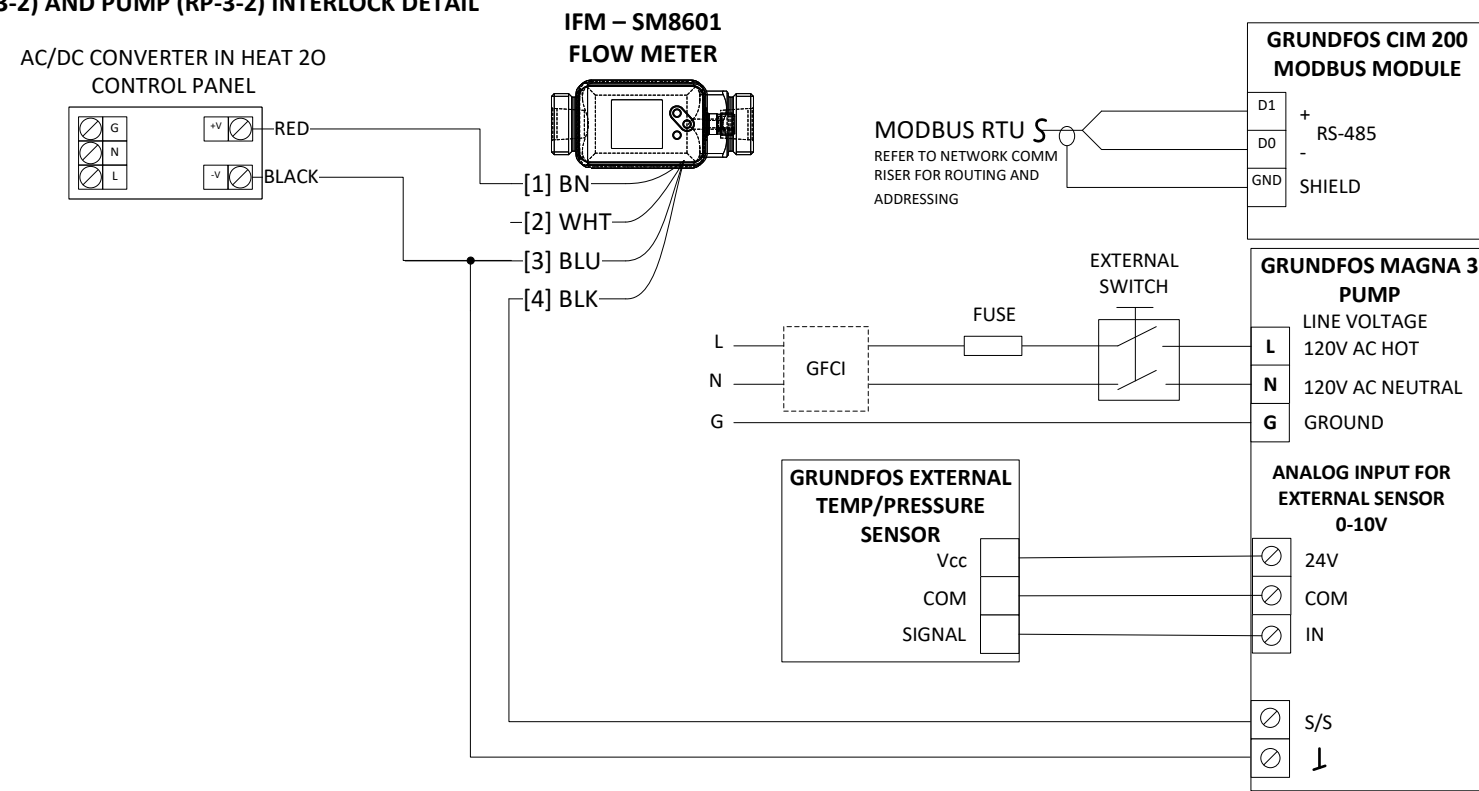 3-2) AND PUMP (RP-3-2) INTERLOCK DETAIL
IFM – SM8601
FLOW METER
AC/DC CONVERTER IN HEAT 2O
CONTROL PANEL
G
N
L
+V
-V
RED
BLACK
[1] BN
[2] WHT
[3] BLU
[4] BLK
GRUNDFOS CIM 200
MODBUS MODULE
MODBUS RTU
REFER TO NETWORK COMM
RISER FOR ROUTING AND
ADDRESSING
D1
D0
GND
+
RS-485
-
SHIELD
EXTERNAL
SWITCH
FUSE
GFCI
L
N
G
GRUNDFOS MAGNA 3
PUMP
LINE VOLTAGE
L 120V AC HOT
N 120V AC NEUTRAL
G GROUND
GRUNDFOS EXTERNAL
TEMP/PRESSURE
SENSOR
Vcc
COM
SIGNAL
ANALOG INPUT FOR
EXTERNAL SENSOR
0-10V
24V
COM
IN
S/S